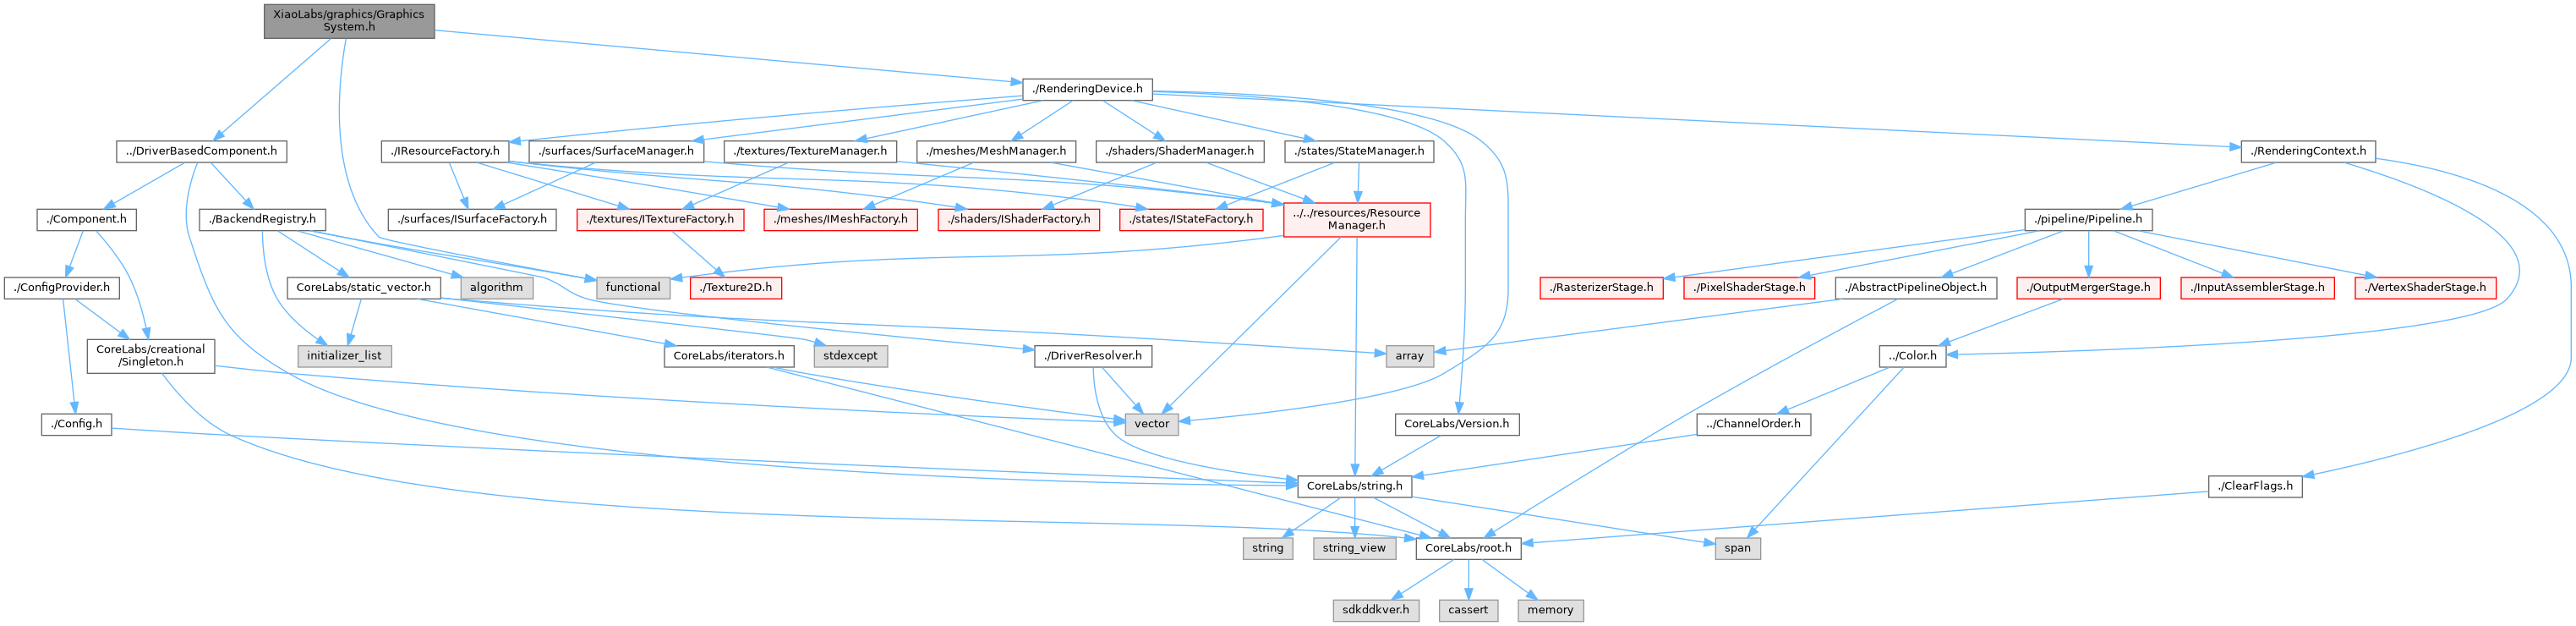 XiaoLabs/graphics/Graphics
System.h
./RenderingDevice.h
../DriverBasedComponent.h
./IResourceFactory.h
./surfaces/SurfaceManager.h
./textures/TextureManager.h
./meshes/MeshManager.h
./shaders/ShaderManager.h
./states/StateManager.h
./RenderingContext.h
./Component.h
./BackendRegistry.h
./surfaces/ISurfaceFactory.h
./textures/ITextureFactory.h
./meshes/IMeshFactory.h
./shaders/IShaderFactory.h
./states/IStateFactory.h
../../resources/Resource
Manager.h
./pipeline/Pipeline.h
./ConfigProvider.h
CoreLabs/static_vector.h
algorithm
functional
./Texture2D.h
./RasterizerStage.h
./PixelShaderStage.h
./AbstractPipelineObject.h
./OutputMergerStage.h
./InputAssemblerStage.h
./VertexShaderStage.h
CoreLabs/creational
/Singleton.h
initializer_list
CoreLabs/iterators.h
stdexcept
./DriverResolver.h
array
../Color.h
./Config.h
vector
CoreLabs/Version.h
../ChannelOrder.h
CoreLabs/string.h
./ClearFlags.h
string
string_view
CoreLabs/root.h
span
sdkddkver.h
cassert
memory